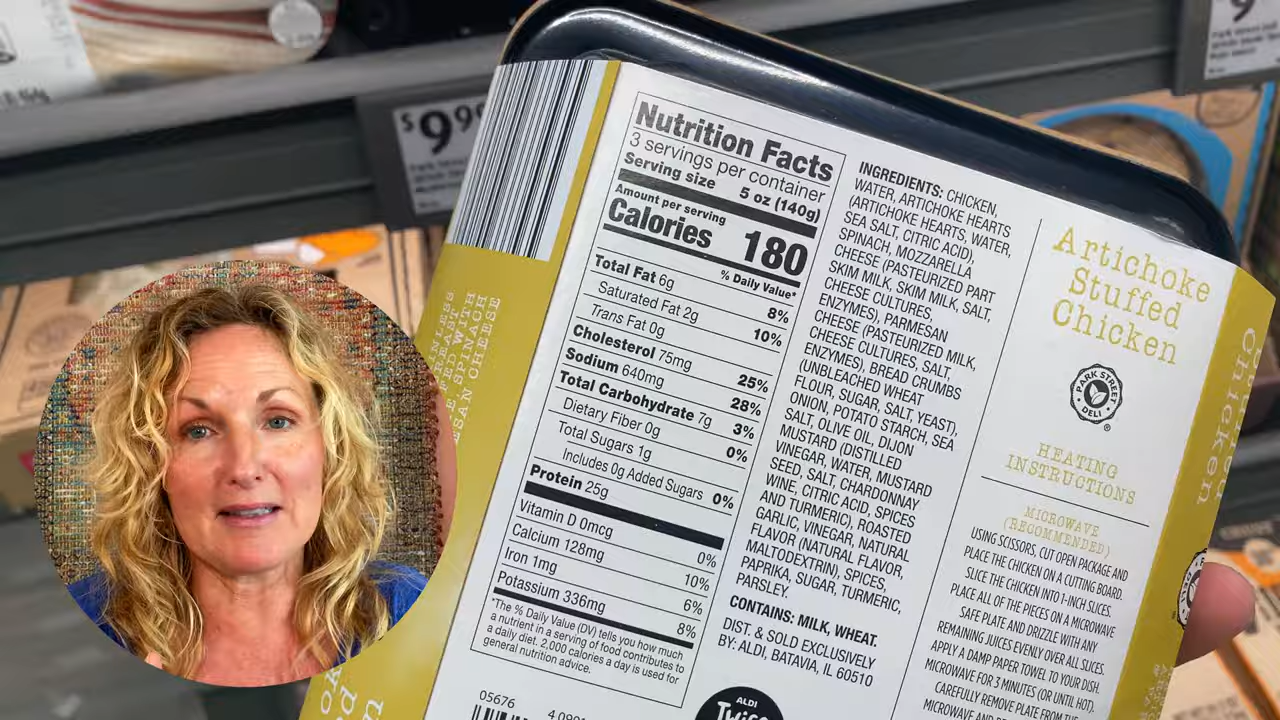 $9.99
Nutrition Facts
3 servings per container
Serving size 5 oz (140g)
Amount per serving
Calories 180
% Daily Value*
Total Fat 6g 8%
Saturated Fat 2g 10%
Trans Fat 0g
Cholesterol 75mg 25%
Sodium 640mg 28%
Total Carbohydrate 7g 3%
Dietary Fiber 0g 0%
Total Sugars 1g
Includes 0g Added Sugars 0%
Protein 25g
Vitamin D 0mcg 0%
Calcium 128mg 10%
Iron 1mg 6%
Potassium 336mg 8%
*The % Daily Value (DV) tells you how much
a nutrient in a serving of food contributes to
a daily diet. 2,000 calories a day is used for
general nutrition advice.
05676
INGREDIENTS: CHICKEN,
WATER, ARTICHOKE HEARTS
(ARTICHOKE HEARTS, WATER,
SEA SALT, CITRIC ACID),
SPINACH, MOZZARELLA
CHEESE (PASTEURIZED PART
SKIM MILK, SKIM MILK, SALT,
CHEESE CULTURES,
ENZYMES), PARMESAN
CHEESE (PASTEURIZED MILK,
CHEESE CULTURES, SALT,
ENZYMES), BREAD CRUMBS
(UNBLEACHED WHEAT
FLOUR, SUGAR, SALT, YEAST),
ONION, POTATO STARCH, SEA
SALT, OLIVE OIL, DIJON
MUSTARD (DISTILLED
VINEGAR, WATER, MUSTARD
SEED, SALT, CHARDONNAY
WINE, CITRIC ACID, SPICES
AND TURMERIC), ROASTED
GARLIC, VINEGAR, NATURAL
FLAVOR (NATURAL FLAVOR,
MALTODEXTRIN), SPICES,
PAPRIKA, SUGAR, TURMERIC,
PARSLEY.
CONTAINS: MILK, WHEAT.
DIST. & SOLD EXCLUSIVELY
BY: ALDI, BATAVIA, IL 60510
ALDI
Twice
Artichoke
Stuffed
Chicken
PARK STREET
DELI
HEATING
INSTRUCTIONS
MICROWAVE
(RECOMMENDED)
USING SCISSORS, CUT OPEN PACKAGE AND
PLACE THE CHICKEN ON A CUTTING BOARD.
SLICE THE CHICKEN INTO 1-INCH SLICES.
PLACE ALL OF THE PIECES ON A MICROWAVE
SAFE PLATE AND DRIZZLE WITH ANY
REMAINING JUICES EVENLY OVER ALL SLICES.
APPLY A DAMP PAPER TOWEL TO YOUR DISH.
MICROWAVE FOR 3 MINUTES (OR UNTIL HOT).
CAREFULLY REMOVE PLATE FROM THE
Chicken
SPINACH WITH
CHEESE